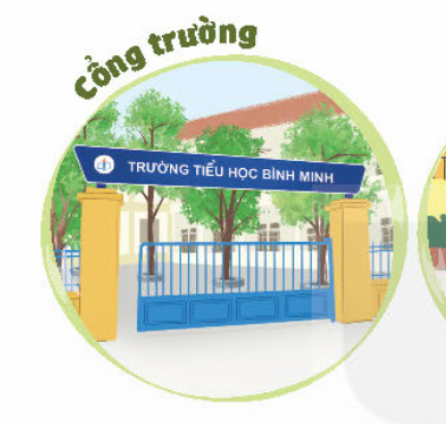 cổng trường
TRƯỜNG TIỂU HỌC BÌNH MINH